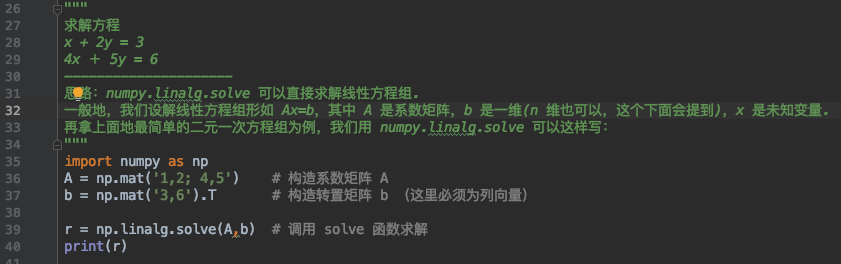 26 """
27 求解方程
28 x + 2y = 3
29 4x + 5y = 6
30 ---------------------
31 思路: numpy.linalg.solve 可以直接求解线性方程组.
32 一般地, 我们设解线性方程组形如 Ax=b, 其中 A 是系数矩阵, b 是一维(n 维也可以, 这个下面会提到), x 是未知变量.
33 再拿上面地最简单的二元一次方程组为例, 我们用 numpy.linalg.solve 可以这样写:
34 """
35 import numpy as np
36 A = np.mat('1,2; 4,5') # 构造系数矩阵 A
37 b = np.mat('3,6').T # 构造转置矩阵 b (这里必须为列向量)
38
39 r = np.linalg.solve(A,b) # 调用 solve 函数求解
40 print(r)